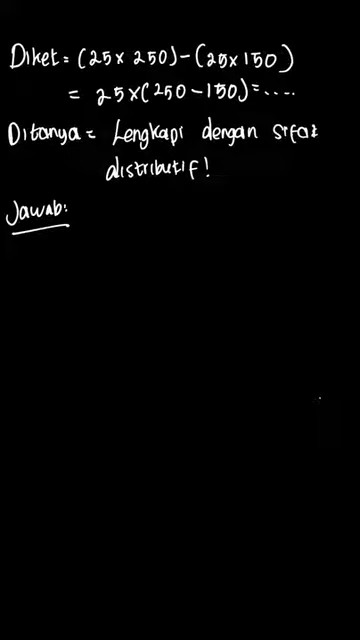 Diket = (25 x 250) - (25 x 150)
= 25 x (250 - 150) = ....
Ditanya = Lengkapi dengan sifat
distributif!
Jawab: